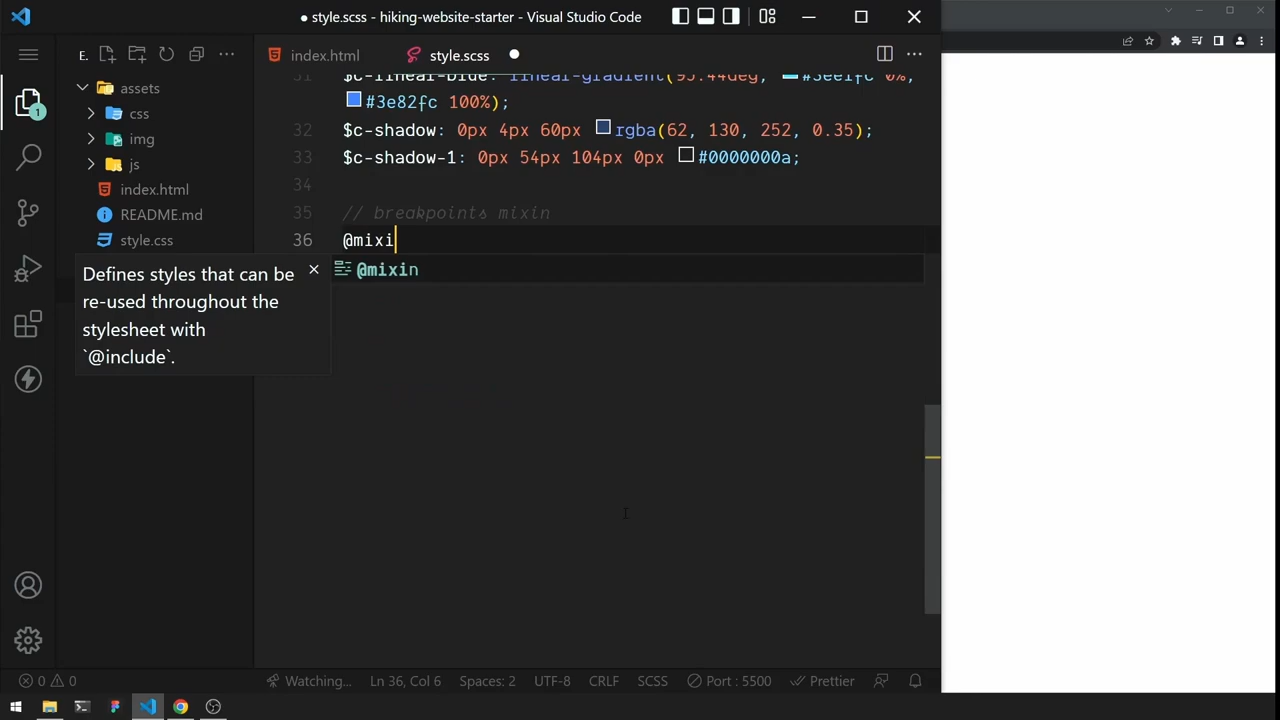 style.scss - hiking-website-starter - Visual Studio Code
E.
index.html
style.scss
assets
css
img
js
index.html
README.md
style.css
31 $c-linear-blue: linear-gradient(95.44deg, #3ee1fc 0%,
#3e82fc 100%);
32 $c-shadow: 0px 4px 60px rgba(62, 130, 252, 0.35);
33 $c-shadow-1: 0px 54px 104px 0px #0000000a;
34
35 // breakpoints mixin
36 @mixi
@mixin
Defines styles that can be
re-used throughout the
stylesheet with
`@include`.
1
0 0 Watching... Ln 36, Col 6 Spaces: 2 UTF-8 CRLF SCSS Port : 5500 Prettier